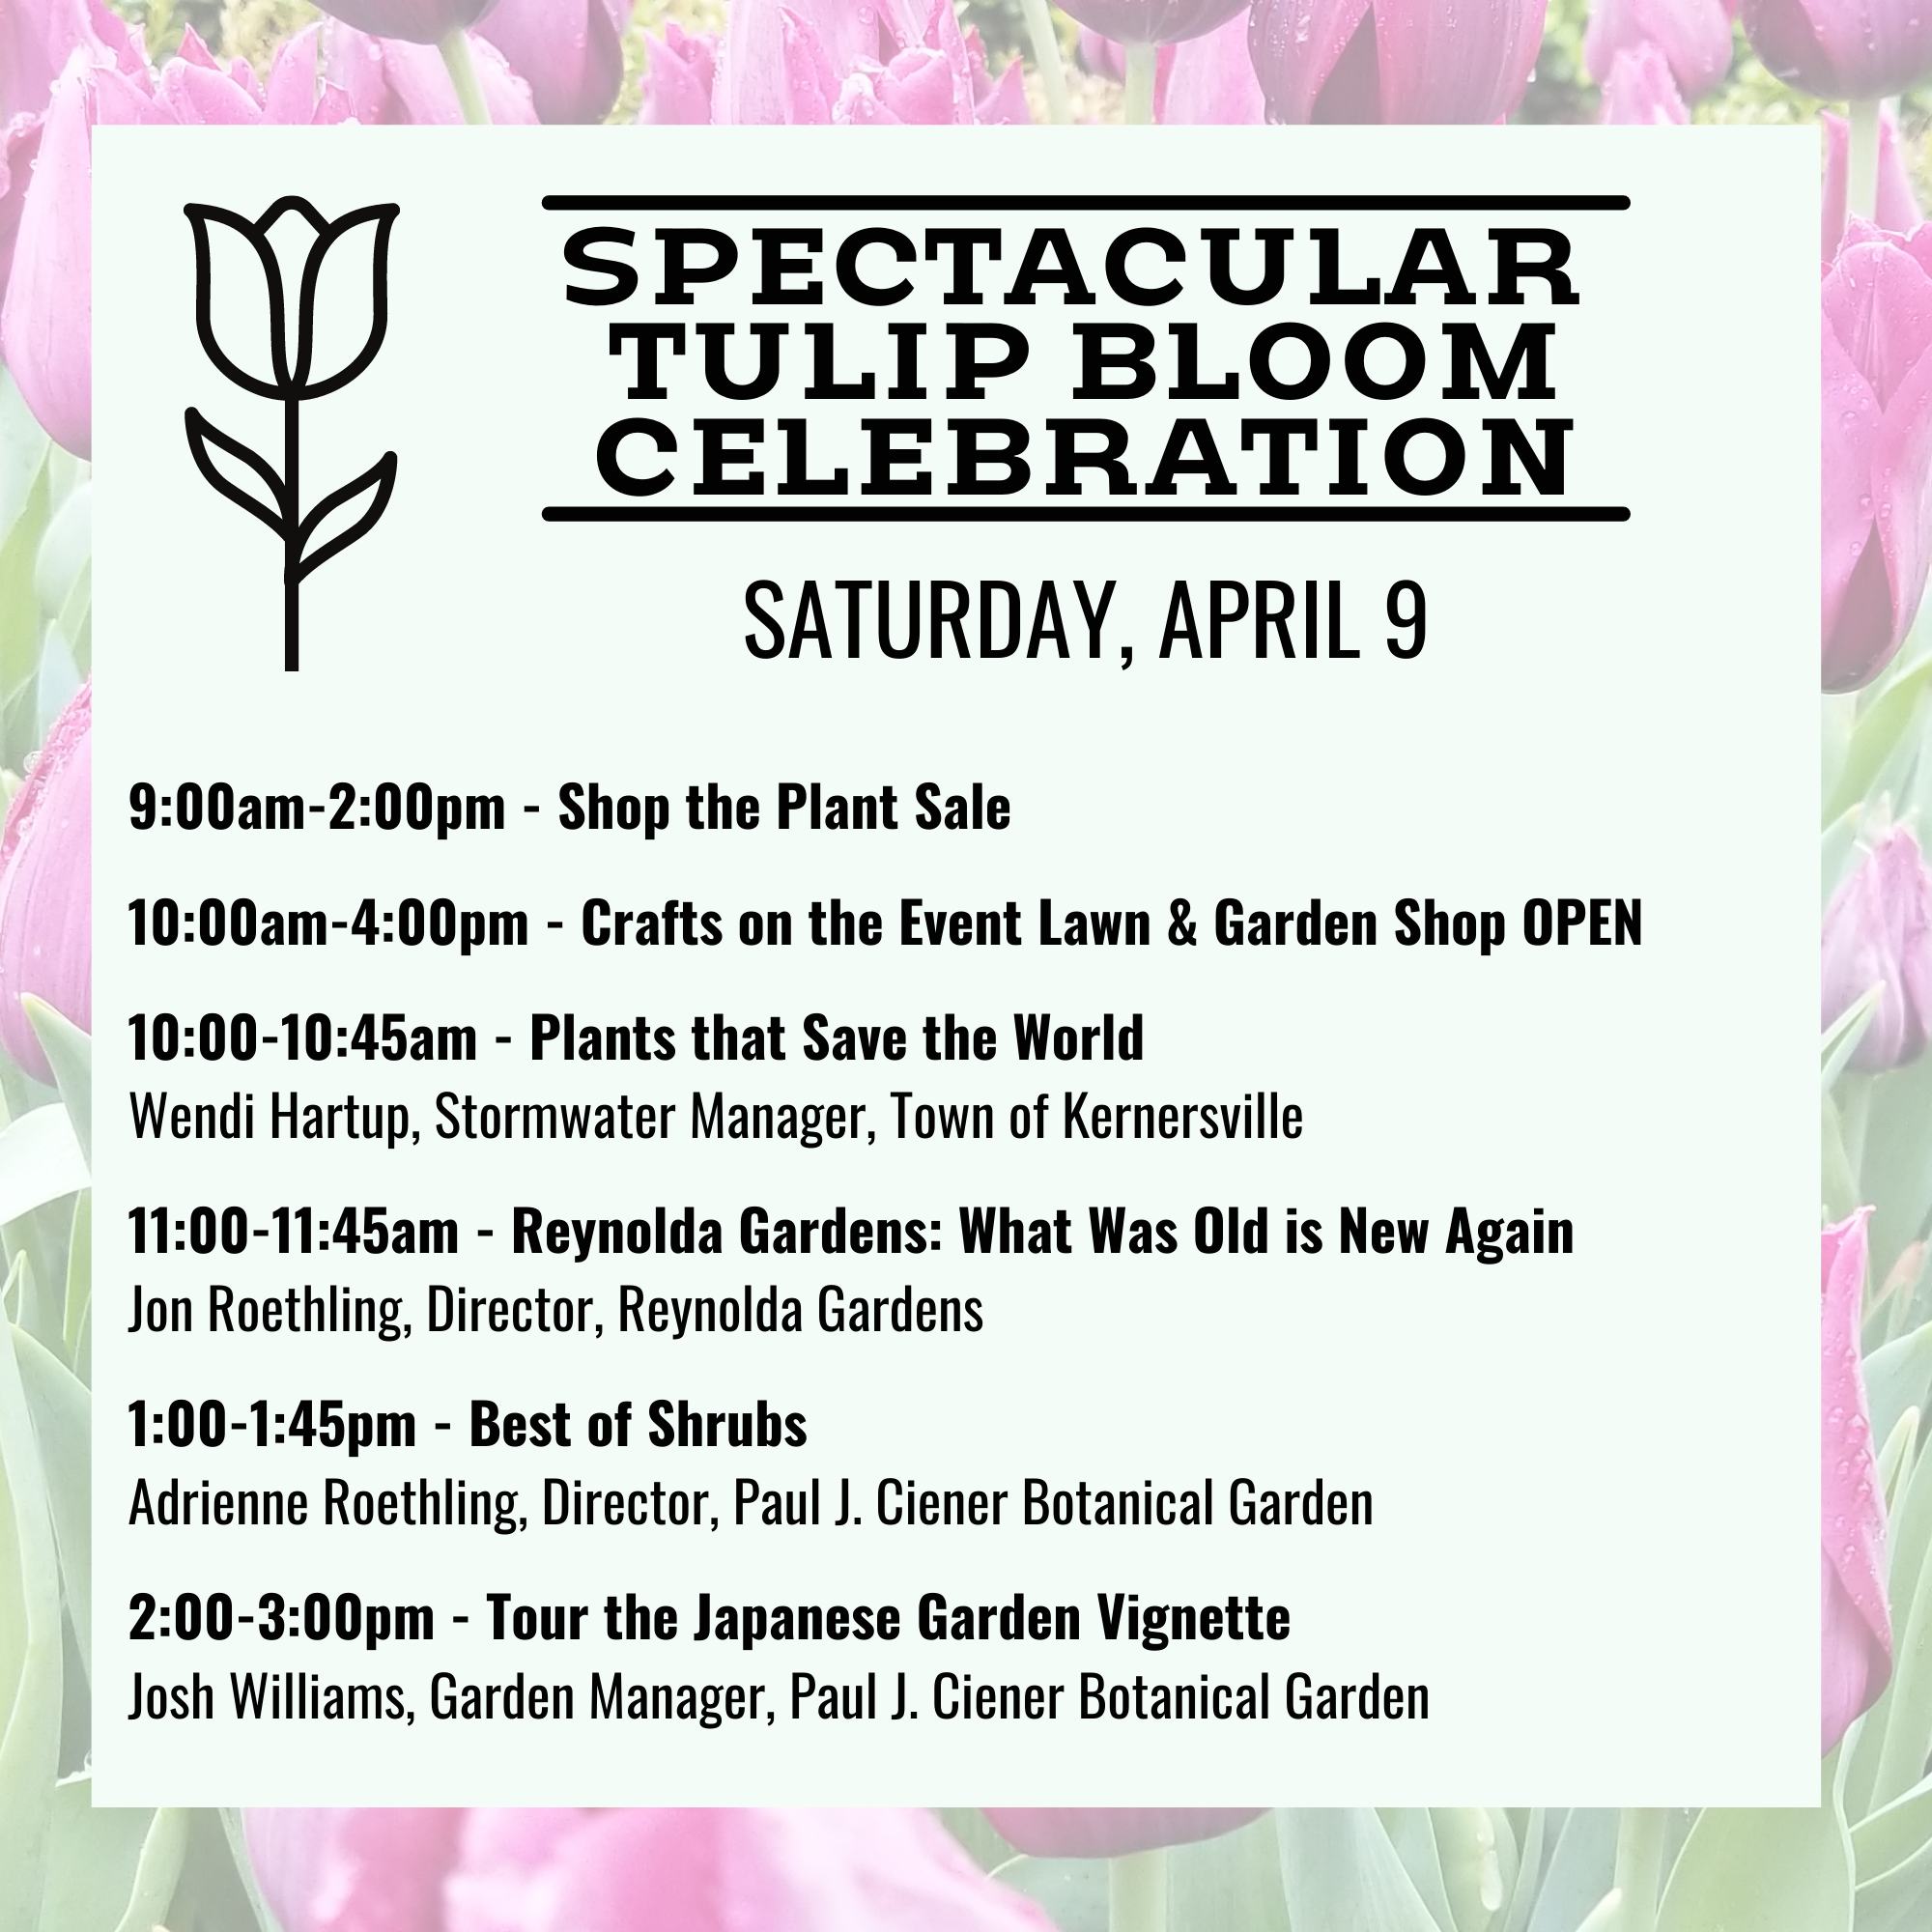 SPECTACULAR
TULIP BLOOM
CELEBRATION
SATURDAY, APRIL 9
9:00am-2:00pm - Shop the Plant Sale
10:00am-4:00pm - Crafts on the Event Lawn & Garden Shop OPEN
10:00-10:45am - Plants that Save the World
Wendi Hartup, Stormwater Manager, Town of Kernersville
11:00-11:45am - Reynolda Gardens: What Was Old is New Again
Jon Roethling, Director, Reynolda Gardens
1:00-1:45pm - Best of Shrubs
Adrienne Roethling, Director, Paul J. Ciener Botanical Garden
2:00-3:00pm - Tour the Japanese Garden Vignette
Josh Williams, Garden Manager, Paul J. Ciener Botanical Garden